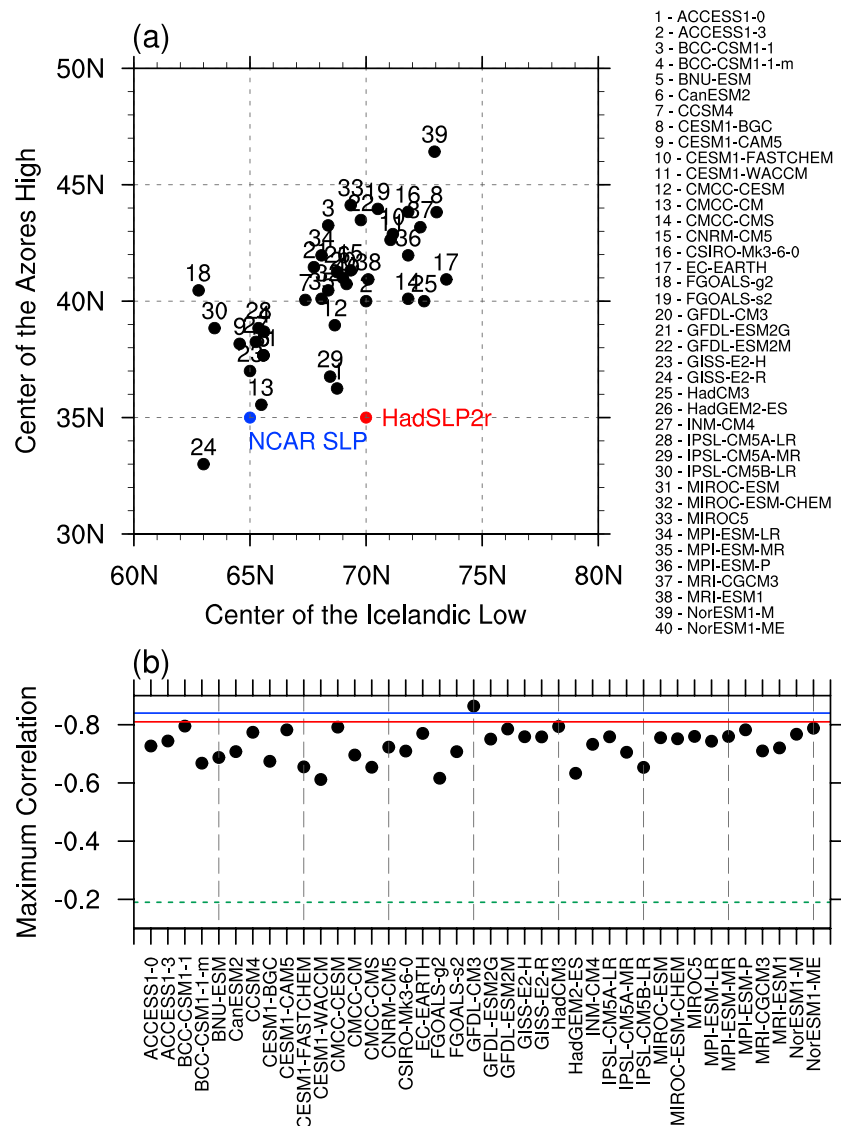 (a)
50N
45N
40N
35N
30N
60N
65N
70N
75N
80N
Center of the Azores High
Center of the Icelandic Low
39
33
19
16
8
3
22
10
37
11
34
36
18
38
17
30
7
2
14
25
9
28
12
23
29
1
13
24
NCAR SLP
HadSLP2r
1 - ACCESS1-0
2 - ACCESS1-3
3 - BCC-CSM1-1
4 - BCC-CSM1-1-m
5 - BNU-ESM
6 - CanESM2
7 - CCSM4
8 - CESM1-BGC
9 - CESM1-CAM5
10 - CESM1-FASTCHEM
11 - CESM1-WACCM
12 - CMCC-CESM
13 - CMCC-CM
14 - CMCC-CMS
15 - CNRM-CM5
16 - CSIRO-Mk3-6-0
17 - EC-EARTH
18 - FGOALS-g2
19 - FGOALS-s2
20 - GFDL-CM3
21 - GFDL-ESM2G
22 - GFDL-ESM2M
23 - GISS-E2-H
24 - GISS-E2-R
25 - HadCM3
26 - HadGEM2-ES
27 - INM-CM4
28 - IPSL-CM5A-LR
29 - IPSL-CM5A-MR
30 - IPSL-CM5B-LR
31 - MIROC-ESM
32 - MIROC-ESM-CHEM
33 - MIROC5
34 - MPI-ESM-LR
35 - MPI-ESM-MR
36 - MPI-ESM-P
37 - MRI-CGCM3
38 - MRI-ESM1
39 - NorESM1-M
40 - NorESM1-ME
(b)
Maximum Correlation
-0.8
-0.6
-0.4
-0.2
ACCESS1-0
ACCESS1-3
BCC-CSM1-1
BCC-CSM1-1-m
BNU-ESM
CanESM2
CCSM4
CESM1-BGC
CESM1-CAM5
CESM1-FASTCHEM
CESM1-WACCM
CMCC-CESM
CMCC-CM
CMCC-CMS
CNRM-CM5
CSIRO-Mk3-6-0
EC-EARTH
FGOALS-g2
FGOALS-s2
GFDL-CM3
GFDL-ESM2G
GFDL-ESM2M
GISS-E2-H
GISS-E2-R
HadCM3
HadGEM2-ES
INM-CM4
IPSL-CM5A-LR
IPSL-CM5A-MR
IPSL-CM5B-LR
MIROC-ESM
MIROC-ESM-CHEM
MIROC5
MPI-ESM-LR
MPI-ESM-MR
MPI-ESM-P
MRI-CGCM3
MRI-ESM1
NorESM1-M
NorESM1-ME